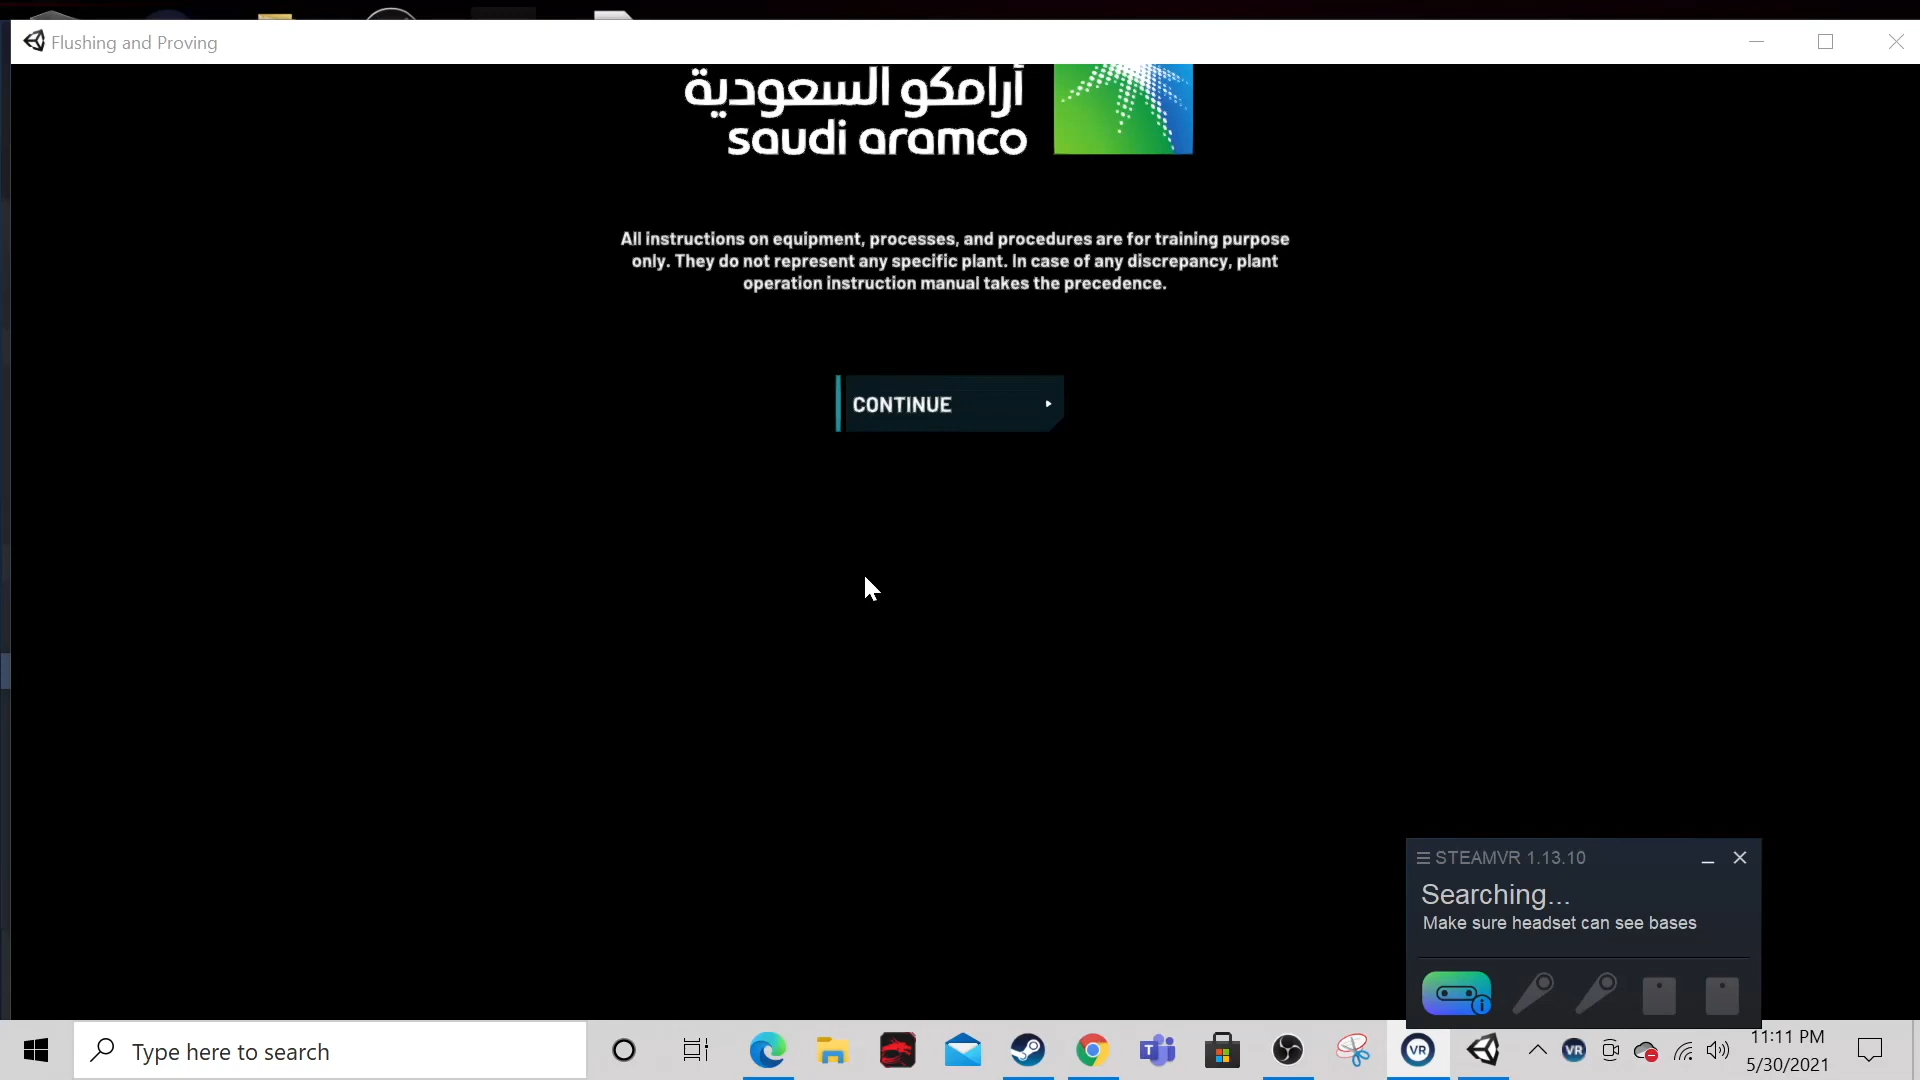 Flushing and Proving
أرامكو السعودية
saudi aramco
All instructions on equipment, processes, and procedures are for training purpose
only. They do not represent any specific plant. In case of any discrepancy, plant
operation instruction manual takes the precedence.
CONTINUE
STEAMVR 1.13.10
Searching...
Make sure headset can see bases
Type here to search
VR
VR
11:11 PM
5/30/2021